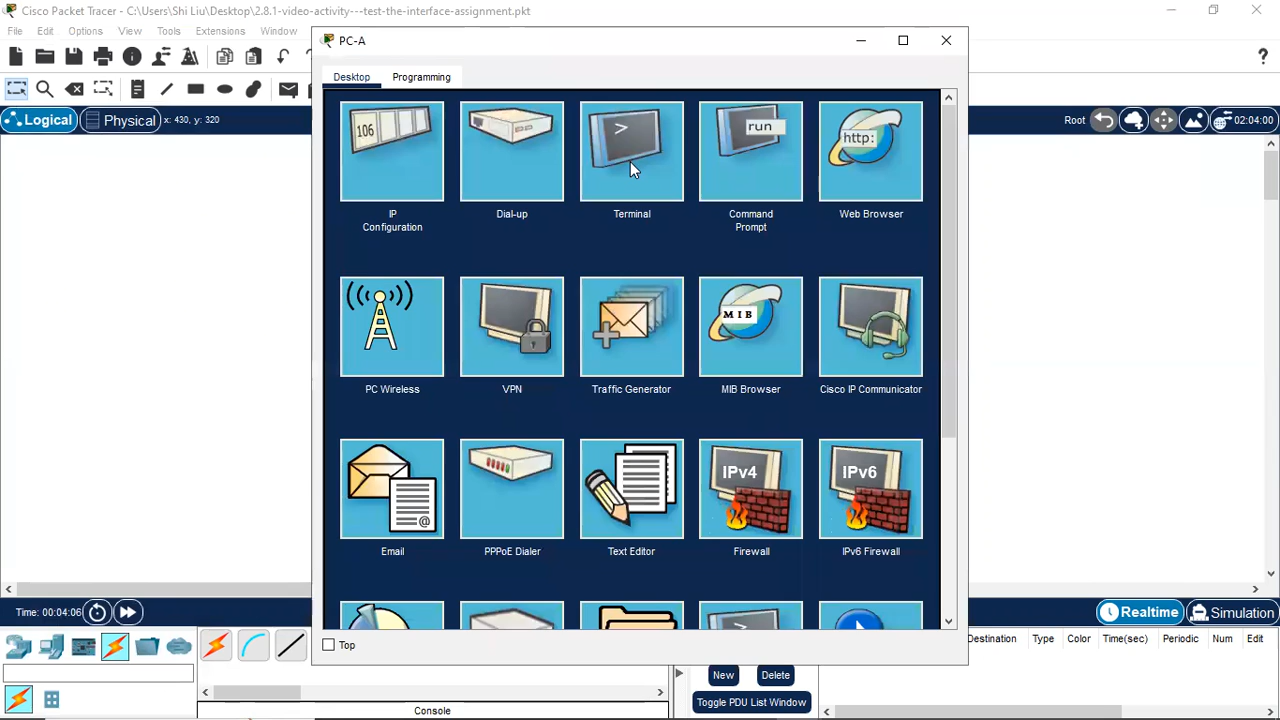 Cisco Packet Tracer - C:\Users\Shi Liu\Desktop\2.8.1-video-activity---test-the-interface-assignment.pkt
File Edit Options View Tools Extensions Window
PC-A
Desktop Programming
Logical Physical x: 430, y: 320
Root 02:04:00
106 > run http:
IP Configuration
Dial-up
Terminal
Command Prompt
Web Browser
MIB
PC Wireless
VPN
Traffic Generator
MIB Browser
Cisco IP Communicator
@ IPv4 IPv6
Email
PPPoE Dialer
Text Editor
Firewall
IPv6 Firewall
>
Top
Time: 00:04:06
Realtime Simulation
Destination Type Color Time(sec) Periodic Num Edit
New Delete
Toggle PDU List Window
Console